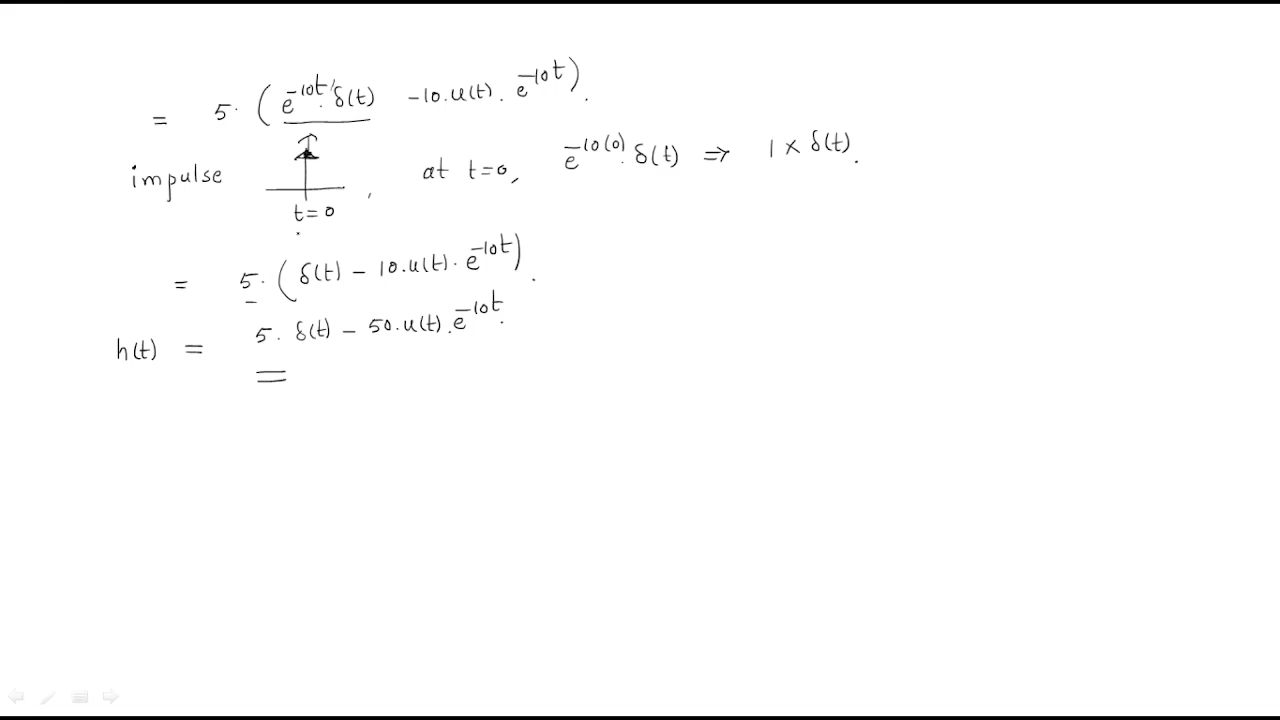 = 5. (e^-10t. δ(t) -10.u(t). e^-10t).
impulse t=0, at t=0, e^-10(0). δ(t) ⇒ 1 × δ(t).
= 5. (δ(t) - 10.u(t). e^-10t).
h(t) = 5. δ(t) - 50.u(t).e^-10t.